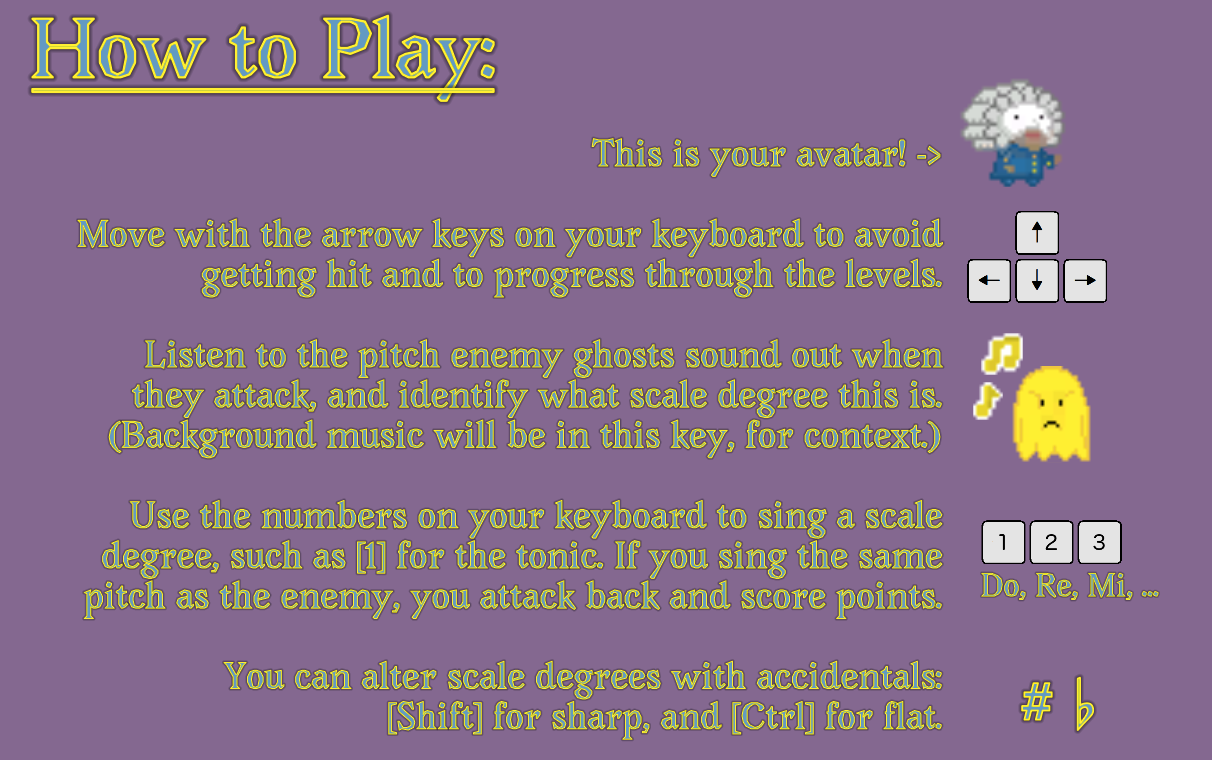 How to Play:
This is your avatar! ->
Move with the arrow keys on your keyboard to avoid
getting hit and to progress through the levels.
↑
← ↓ →
Listen to the pitch enemy ghosts sound out when
they attack, and identify what scale degree this is.
(Background music will be in this key, for context.)
Use the numbers on your keyboard to sing a scale
degree, such as [1] for the tonic. If you sing the same
pitch as the enemy, you attack back and score points.
1 2 3
Do, Re, Mi, ...
You can alter scale degrees with accidentals:
[Shift] for sharp, and [Ctrl] for flat.
# ♭